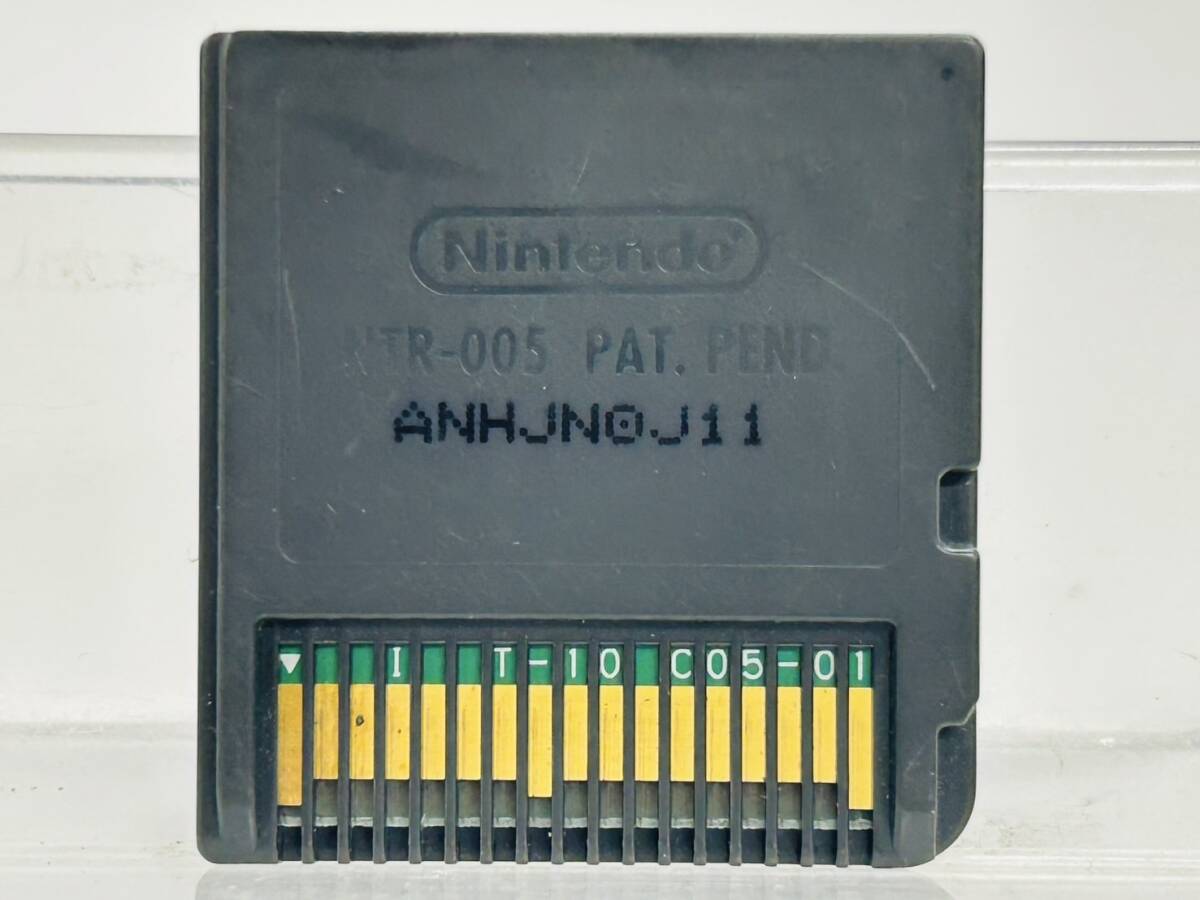 Nintendo®
NTR-005 PAT. PEND.
ANHJN0J11
▼ I T-10 C05-01